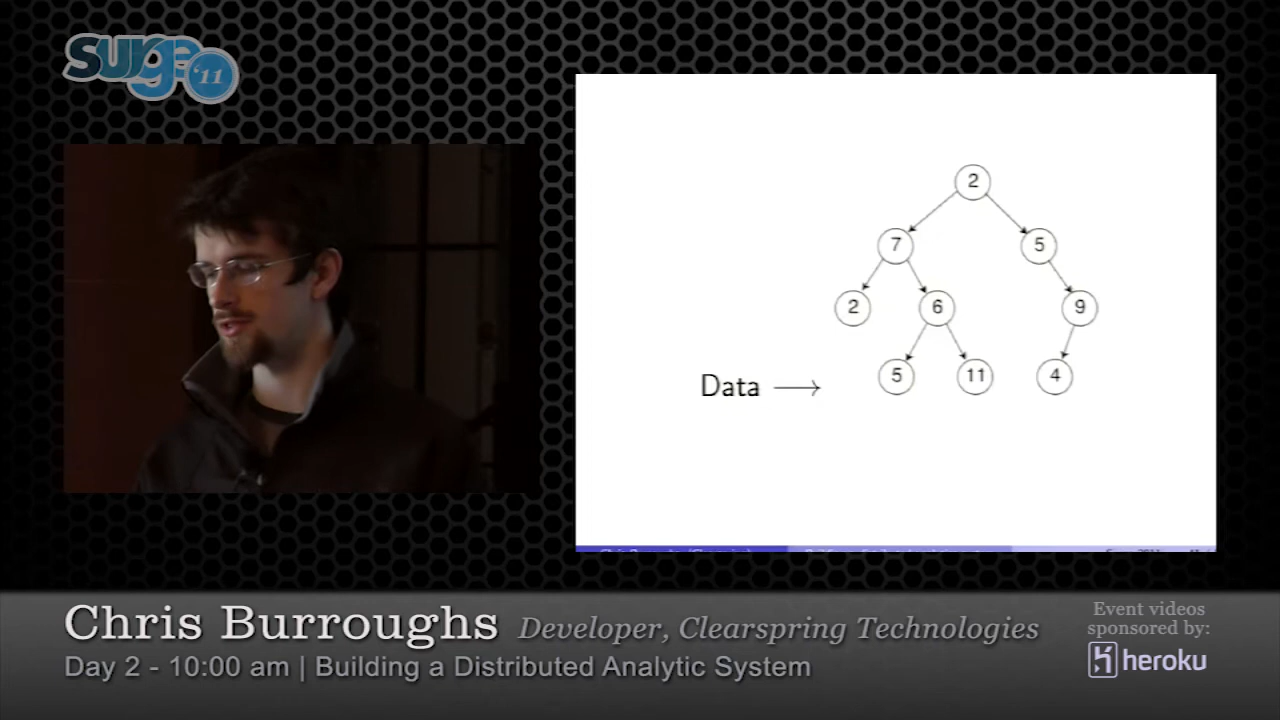 surge '11
2
7 5
2 6 9
5 11 4
Data
Chris Burroughs Developer, Clearspring Technologies
Day 2 - 10:00 am | Building a Distributed Analytic System
Event videos
sponsored by:
heroku